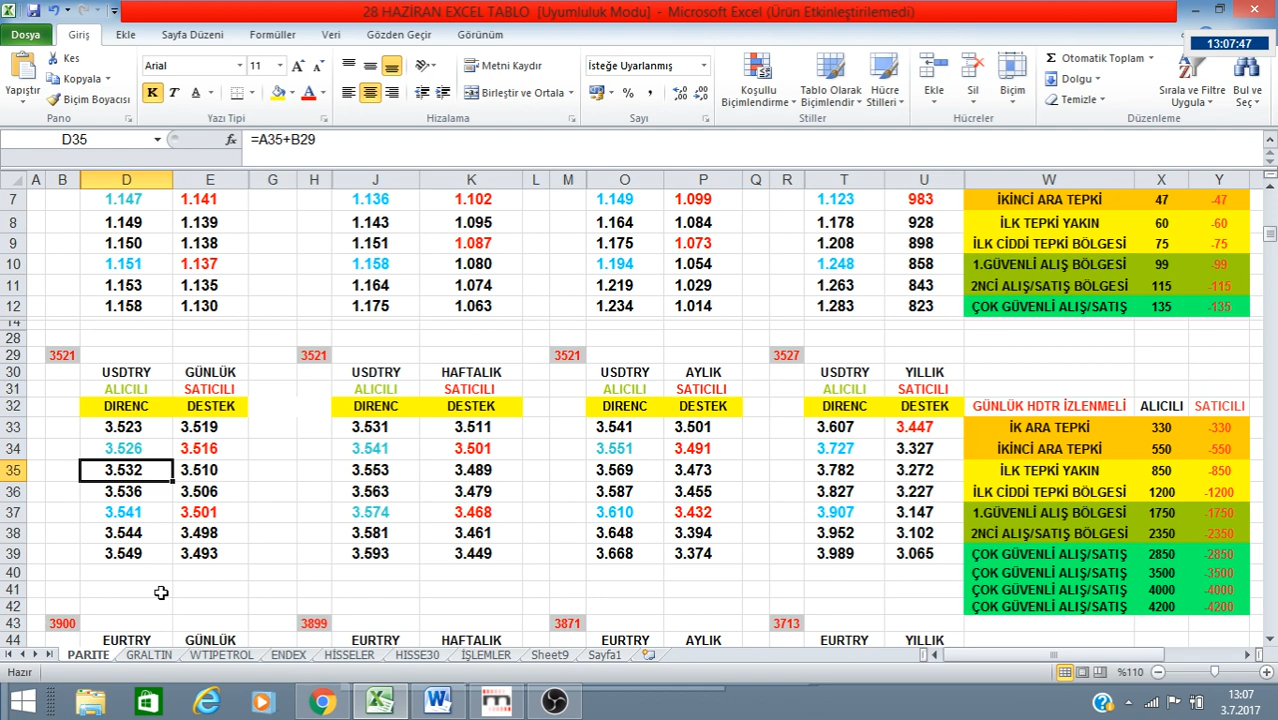 28 HAZİRAN EXCEL TABLO  [Uyumluluk Modu]  -  Microsoft Excel (Ürün Etkinleştirilemedi)
Dosya Giriş Ekle Sayfa Düzeni Formüller Veri Gözden Geçir Görünüm
13:07:47
Yapıştır Kes Kopyala Biçim Boyacısı Pano
Arial 11 K T A Yazı Tipi
Metni Kaydır Birleştir ve Ortala Hizalama
İsteğe Uyarlanmış % Sayı
Koşullu Biçimlendirme Tablo Olarak Biçimlendir Hücre Stilleri Stiller
Ekle Sil Biçim Hücreler
Otomatik Toplam Dolgu Temizle Sırala ve Filtre Uygula Bul ve Seç Düzenleme
D35 fx =A35+B29
A B D E G H J K L M O P Q R T U W X Y
7 1.147 1.141 1.136 1.102 1.149 1.099 1.123 983 İKİNCİ ARA TEPKİ 47 -47
8 1.149 1.139 1.143 1.095 1.164 1.084 1.178 928 İLK TEPKİ YAKIN 60 -60
9 1.150 1.138 1.151 1.087 1.175 1.073 1.208 898 İLK CİDDİ TEPKİ BÖLGESİ 75 -75
10 1.151 1.137 1.158 1.080 1.194 1.054 1.248 858 1.GÜVENLİ ALIŞ BÖLGESİ 99 -99
11 1.153 1.135 1.164 1.074 1.219 1.029 1.263 843 2NCİ ALIŞ/SATIŞ BÖLGESİ 115 -115
12 1.158 1.130 1.175 1.063 1.234 1.014 1.283 823 ÇOK GÜVENLİ ALIŞ/SATIŞ 135 -135
14
28
29 3521 3521 3521 3527
30 USDTRY GÜNLÜK USDTRY HAFTALIK USDTRY AYLIK USDTRY YILLIK
31 ALICILI SATICILI ALICILI SATICILI ALICILI SATICILI ALICILI SATICILI
32 DIRENC DESTEK DIRENC DESTEK DIRENC DESTEK DIRENC DESTEK GÜNLÜK HDTR İZLENMELİ ALICILI SATICILI
33 3.523 3.519 3.531 3.511 3.541 3.501 3.607 3.447 İK ARA TEPKİ 330 -330
34 3.526 3.516 3.541 3.501 3.551 3.491 3.727 3.327 İKİNCİ ARA TEPKİ 550 -550
35 3.532 3.510 3.553 3.489 3.569 3.473 3.782 3.272 İLK TEPKİ YAKIN 850 -850
36 3.536 3.506 3.563 3.479 3.587 3.455 3.827 3.227 İLK CİDDİ TEPKİ BÖLGESİ 1200 -1200
37 3.541 3.501 3.574 3.468 3.610 3.432 3.907 3.147 1.GÜVENLİ ALIŞ BÖLGESİ 1750 -1750
38 3.544 3.498 3.581 3.461 3.648 3.394 3.952 3.102 2NCİ ALIŞ/SATIŞ BÖLGESİ 2350 -2350
39 3.549 3.493 3.593 3.449 3.668 3.374 3.989 3.065 ÇOK GÜVENLİ ALIŞ/SATIŞ 2850 -2850
40 ÇOK GÜVENLİ ALIŞ/SATIŞ 3500 -3500
41 ÇOK GÜVENLİ ALIŞ/SATIŞ 4000 -4000
42 ÇOK GÜVENLİ ALIŞ/SATIŞ 4200 -4200
43 3900 3899 3871 3713
44 EURTRY GÜNLÜK EURTRY HAFTALIK EURTRY AYLIK EURTRY YILLIK
PARITE GRALTIN WTIPETROL ENDEX HİSSELER HISSE30 İŞLEMLER Sheet9 Sayfa1
Hazır %110
13:07
3.7.2017